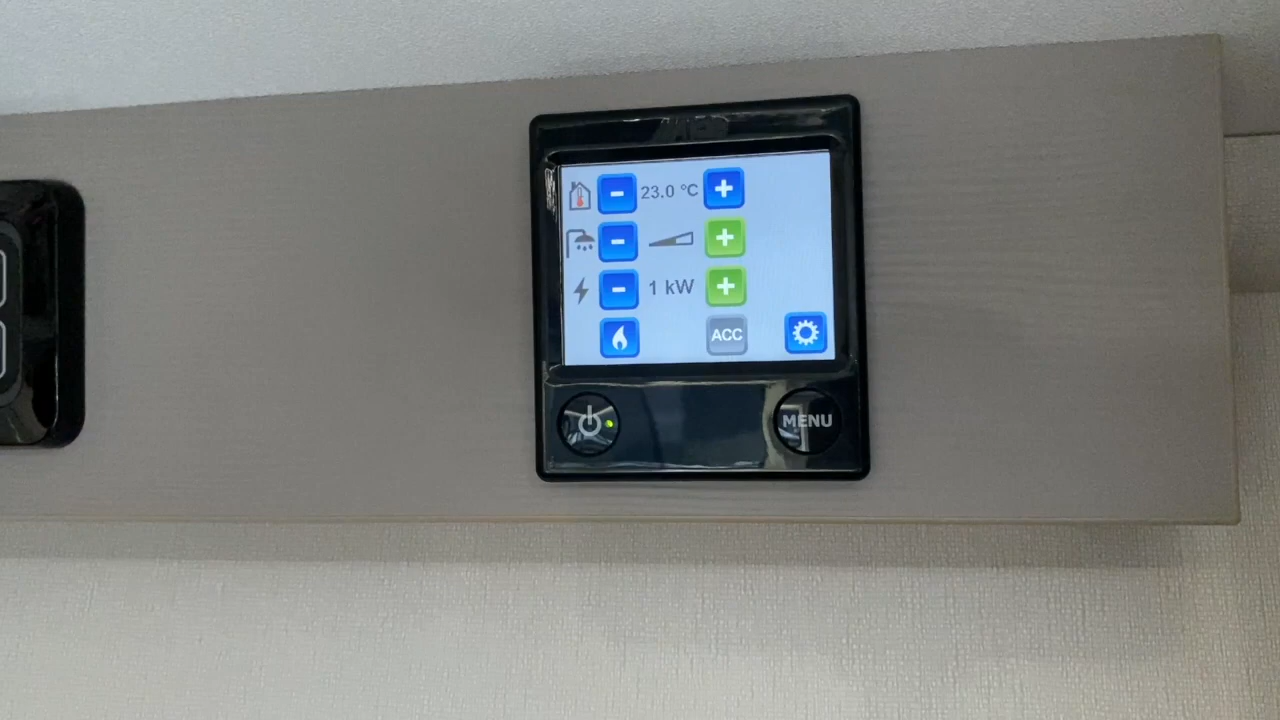 - 23.0 °C +
- +
- 1 kW +
ACC
MENU